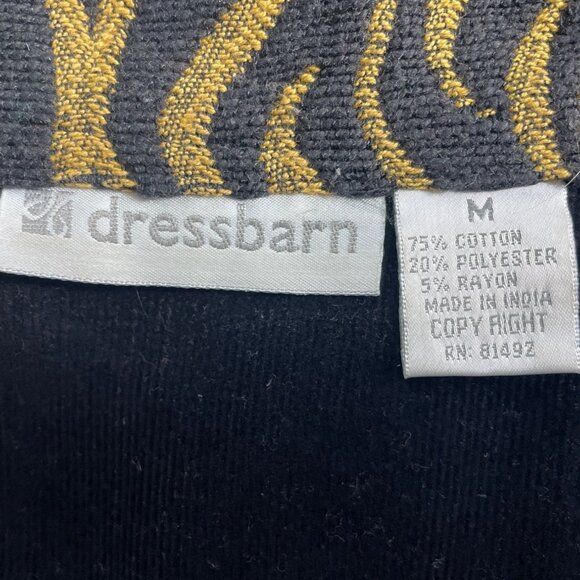 dressbarn
M
75% COTTON
20% POLYESTER
5% RAYON
MADE IN INDIA
COPY RIGHT
RN: 81492